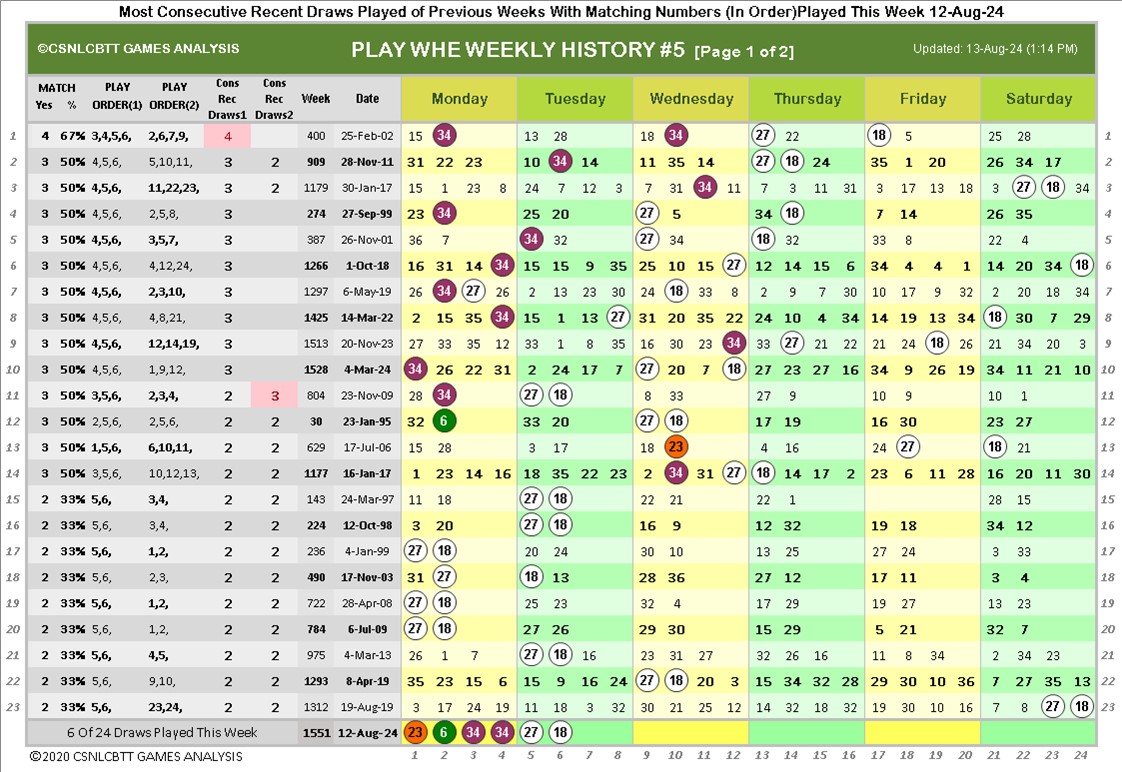 Most Consecutive Recent Draws Played of Previous Weeks With Matching Numbers (In Order)Played This Week 12-Aug-24
©CSNLCBTT GAMES ANALYSIS PLAY WHE WEEKLY HISTORY #5 [Page 1 of 2] Updated: 13-Aug-24 (1:14 PM)
MATCH Yes % PLAY ORDER(1) PLAY ORDER(2) Cons Rec Draws1 Cons Rec Draws2 Week Date Monday Tuesday Wednesday Thursday Friday Saturday
1 4 67% 3,4,5,6, 2,6,7,9, 4 400 25-Feb-02 15 34 13 28 18 34 27 22 18 5 25 28 1
2 3 50% 4,5,6, 5,10,11, 3 2 909 28-Nov-11 31 22 23 10 34 14 11 35 14 27 18 24 35 1 20 26 34 17 2
3 3 50% 4,5,6, 11,22,23, 3 2 1179 30-Jan-17 15 1 23 8 24 7 12 3 7 31 34 11 7 3 11 31 3 17 13 18 3 22 23 34 3
4 3 50% 4,5,6, 2,5,8, 3 274 27-Sep-99 23 34 25 20 27 5 34 18 7 14 26 35 4
5 3 50% 4,5,6, 3,5,7, 3 387 26-Nov-01 36 7 34 32 27 34 18 32 33 8 22 4 5
6 3 50% 4,5,6, 4,12,24, 3 1266 1-Oct-18 16 31 14 34 15 15 9 35 25 10 15 27 12 14 15 6 34 4 4 1 14 20 34 18 6
7 3 50% 4,5,6, 2,3,10, 3 1297 6-May-19 26 34 27 26 2 13 23 30 24 18 33 8 2 9 7 30 10 17 9 32 2 20 18 34 7
8 3 50% 4,5,6, 4,8,21, 3 1425 14-Mar-22 2 15 35 34 15 1 13 27 31 20 35 22 24 10 4 34 14 19 13 34 18 30 7 29 8
9 3 50% 4,5,6, 12,14,19, 3 1513 20-Nov-23 27 33 35 12 33 1 8 35 16 30 23 34 33 27 21 22 21 24 18 26 21 34 20 3 9
10 3 50% 4,5,6, 1,9,12, 3 1528 4-Mar-24 34 26 22 31 2 24 17 7 27 20 7 18 27 23 27 16 34 9 26 19 34 11 21 10 10
11 3 50% 3,5,6, 2,3,4, 2 3 804 23-Nov-09 28 34 27 18 8 33 27 9 10 9 10 1 11
12 3 50% 2,5,6, 2,5,6, 2 2 30 23-Jan-95 32 6 33 20 27 18 17 19 16 30 23 27 12
13 3 50% 1,5,6, 6,10,11, 2 2 629 17-Jul-06 15 28 3 17 18 23 4 16 18 27 18 21 13
14 3 50% 3,5,6, 10,12,13, 2 2 1177 16-Jan-17 1 23 14 16 18 35 22 23 2 34 31 27 18 14 17 2 23 6 11 28 16 20 11 30 14
15 2 33% 5,6, 3,4, 2 2 143 24-Mar-97 11 18 27 18 22 21 22 1 28 15 15
16 2 33% 5,6, 3,4, 2 2 224 12-Oct-98 3 20 27 18 16 9 12 32 19 18 34 12 16
17 2 33% 5,6, 1,2, 2 2 236 4-Jan-99 27 18 20 24 30 10 13 25 27 24 3 33 17
18 2 33% 5,6, 2,3, 2 2 490 17-Nov-03 31 27 18 13 28 36 27 12 17 11 3 4 18
19 2 33% 5,6, 1,2, 2 2 722 28-Apr-08 27 18 25 23 32 4 17 29 19 27 13 23 19
20 2 33% 5,6, 1,2, 2 2 784 6-Jul-09 27 18 27 26 29 30 15 29 5 21 32 7 20
21 2 33% 5,6, 4,5, 2 2 975 4-Mar-13 26 1 7 27 18 16 23 31 27 32 26 16 11 8 34 2 34 23 21
22 2 33% 5,6, 9,10, 2 2 1293 8-Apr-19 35 23 15 6 15 9 16 24 27 18 20 3 15 34 32 28 29 30 10 36 7 27 35 13 22
23 2 33% 5,6, 23,24, 2 2 1312 19-Aug-19 3 17 24 19 11 18 3 32 30 21 25 12 14 18 32 32 19 30 10 16 7 8 27 18 23
6 Of 24 Draws Played This Week 1551 12-Aug-24 23 6 34 34 27 18
©2020 CSNLCBTT GAMES ANALYSIS 1 2 3 4 5 6 7 8 9 10 11 12 13 14 15 16 17 18 19 20 21 22 23 24